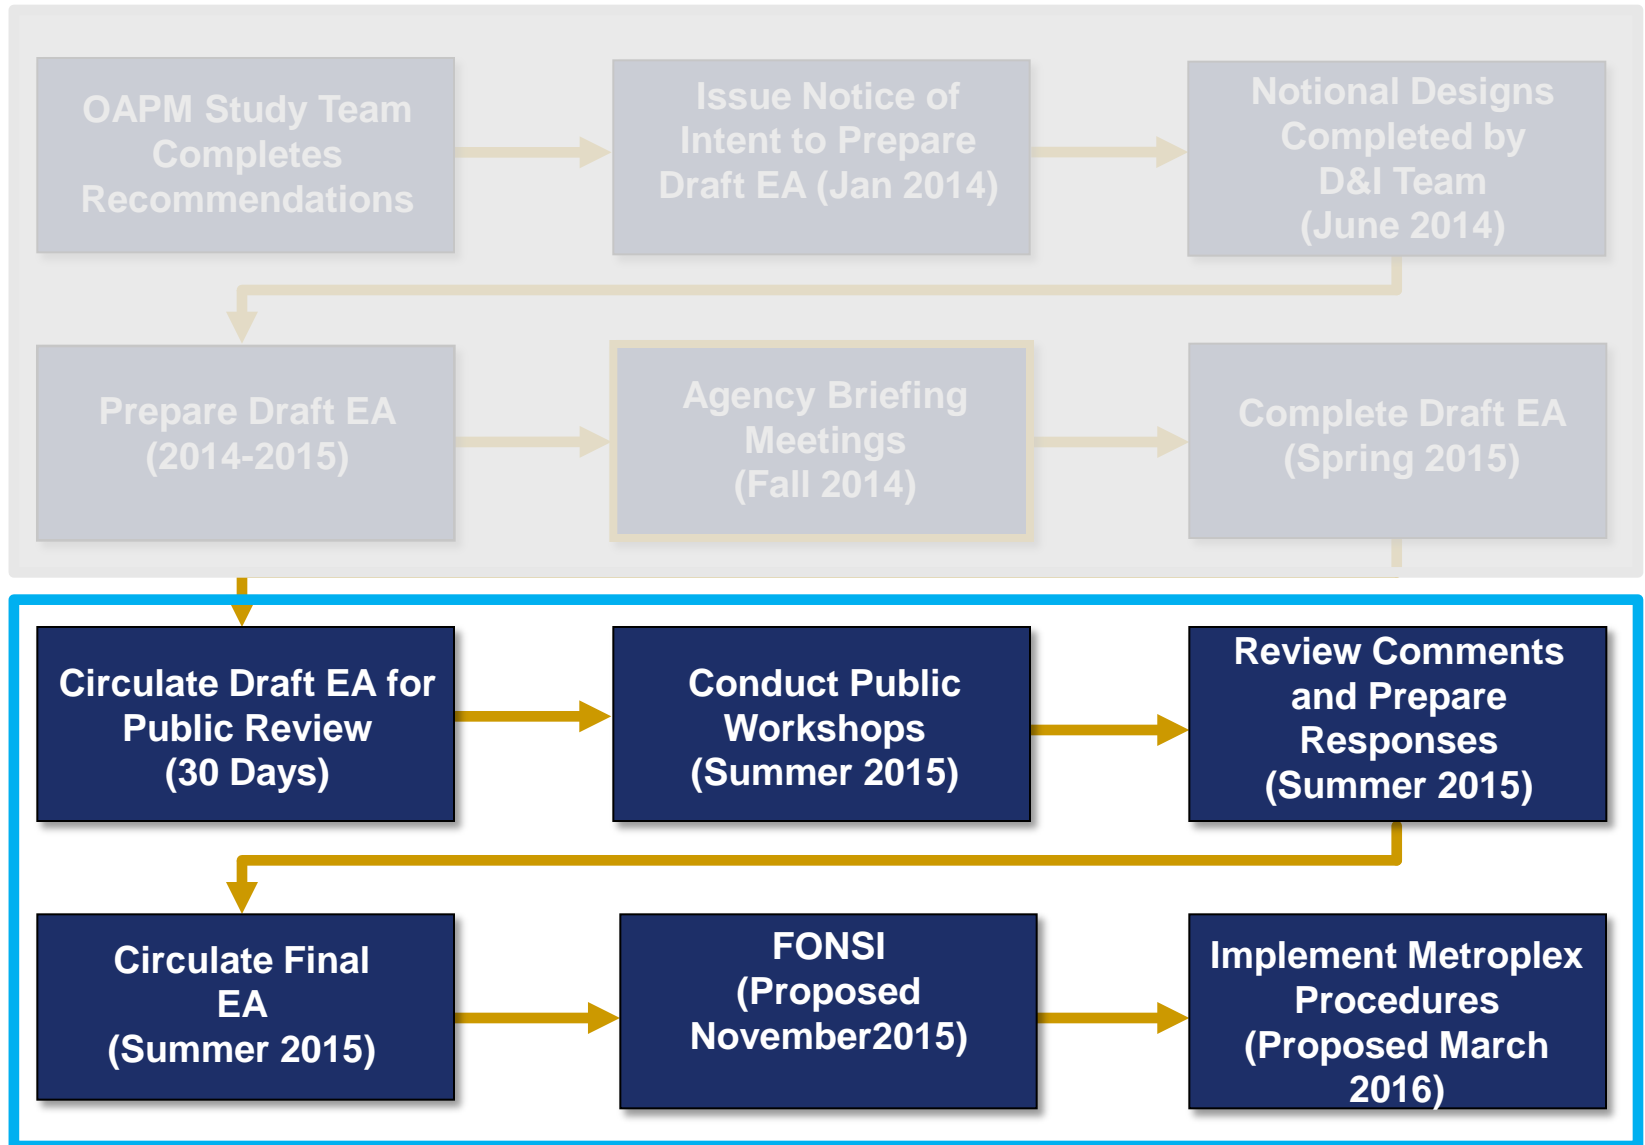 OAPM Study Team
Completes
Recommendations
Issue Notice of
Intent to Prepare
Draft EA (Jan 2014)
Notional Designs
Completed by
D&I Team
(June 2014)
Prepare Draft EA
(2014-2015)
Agency Briefing
Meetings
(Fall 2014)
Complete Draft EA
(Spring 2015)
Circulate Draft EA for
Public Review
(30 Days)
Conduct Public
Workshops
(Summer 2015)
Review Comments
and Prepare
Responses
(Summer 2015)
Circulate Final
EA
(Summer 2015)
FONSI
(Proposed
November2015)
Implement Metroplex
Procedures
(Proposed March
2016)